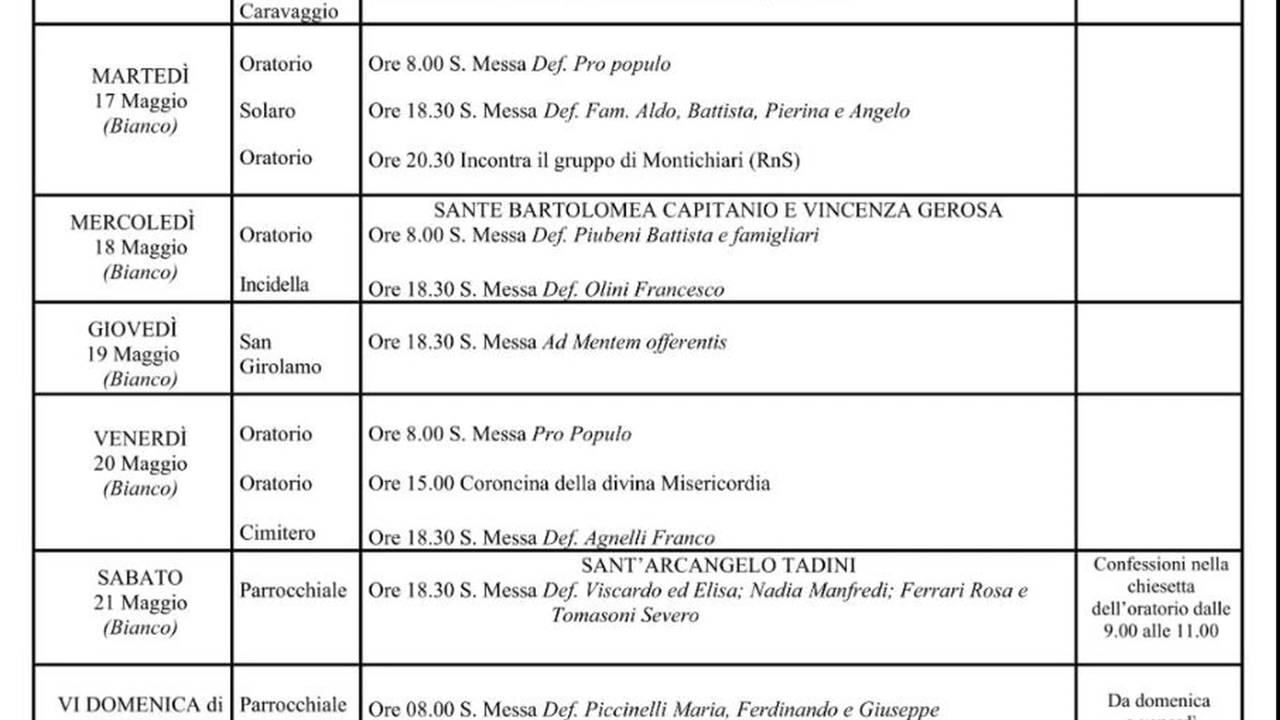 Caravaggio
MARTEDÌ
17 Maggio
(Bianco)
Oratorio
Ore 8.00 S. Messa Def. Pro populo
Solaro
Ore 18.30 S. Messa Def. Fam. Aldo, Battista, Pierina e Angelo
Oratorio
Ore 20.30 Incontra il gruppo di Montichiari (RnS)
MERCOLEDÌ
18 Maggio
(Bianco)
SANTE BARTOLOMEA CAPITANIO E VINCENZA GEROSA
Oratorio
Ore 8.00 S. Messa Def. Piubeni Battista e famigliari
Incidella
Ore 18.30 S. Messa Def. Olini Francesco
GIOVEDÌ
19 Maggio
(Bianco)
San
Girolamo
Ore 18.30 S. Messa Ad Mentem offerentis
VENERDÌ
20 Maggio
(Bianco)
Oratorio
Ore 8.00 S. Messa Pro Populo
Oratorio
Ore 15.00 Coroncina della divina Misericordia
Cimitero
Ore 18.30 S. Messa Def. Agnelli Franco
SABATO
21 Maggio
(Bianco)
Parrocchiale
SANT'ARCANGELO TADINI
Ore 18.30 S. Messa Def. Viscardo ed Elisa; Nadia Manfredi; Ferrari Rosa e
Tomasoni Severo
Confessioni nella
chiesetta
dell'oratorio dalle
9.00 alle 11.00
VI DOMENICA di
Parrocchiale
Ore 08.00 S. Messa Def. Piccinelli Maria, Ferdinando e Giuseppe
Da domenica